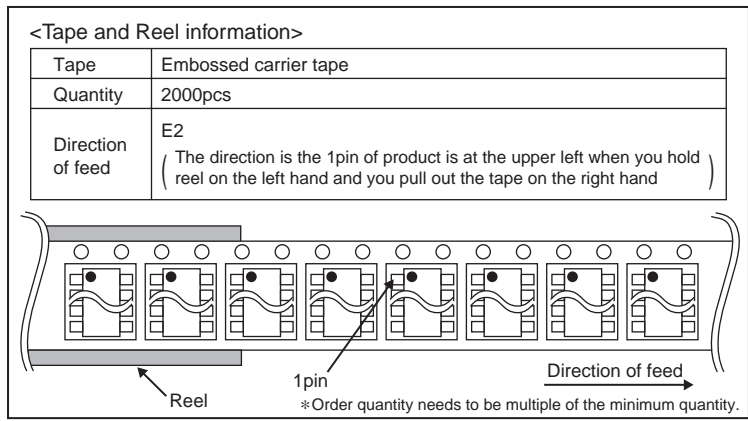 <Tape and Reel information>
Tape Embossed carrier tape
Quantity 2000pcs
Direction of feed E2
( The direction is the 1pin of product is at the upper left when you hold
reel on the left hand and you pull out the tape on the right hand )
Direction of feed
1pin
Reel
*Order quantity needs to be multiple of the minimum quantity.